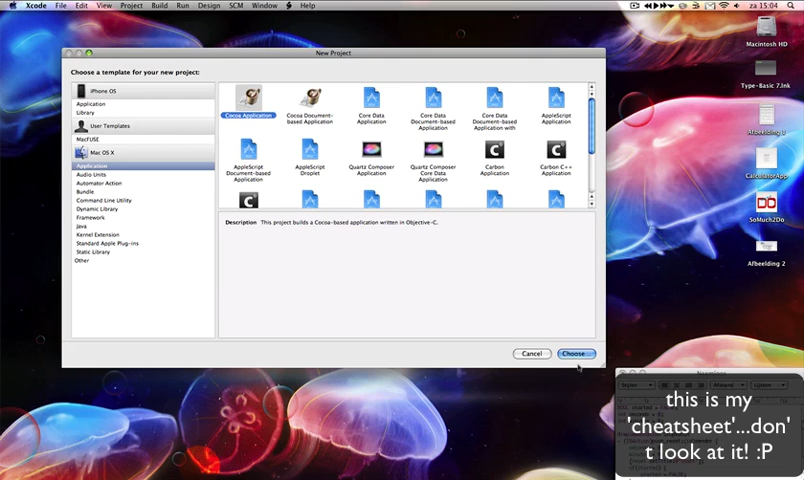 Xcode File Edit View Project Build Run Design SCM Window Help
za 15:04
New Project
Choose a template for your new project:
iPhone OS
Application
Library
User Templates
MacFUSE
Mac OS X
Application
Audio Units
Automator Action
Bundle
Command Line Utility
Dynamic Library
Framework
Java
Kernel Extension
Standard Apple Plug-ins
Static Library
Other
Cocoa Application
Cocoa Document-
based Application
Core Data
Application
Core Data
Document-based
Application
Core Data
Document-based
Application with
AppleScript
Application
AppleScript
Document-based
Application
AppleScript
Droplet
Quartz Composer
Application
Quartz Composer
Core Data
Application
Carbon
Application
Carbon C++
Application
Description This project builds a Cocoa-based application written in Objective-C.
Cancel
Choose...
Macintosh HD
Type-Basic 7.lnk
CalculatorApp
SoMuch2Do
Afbeelding 2
this is my
'cheatsheet'...don'
t look at it! :P